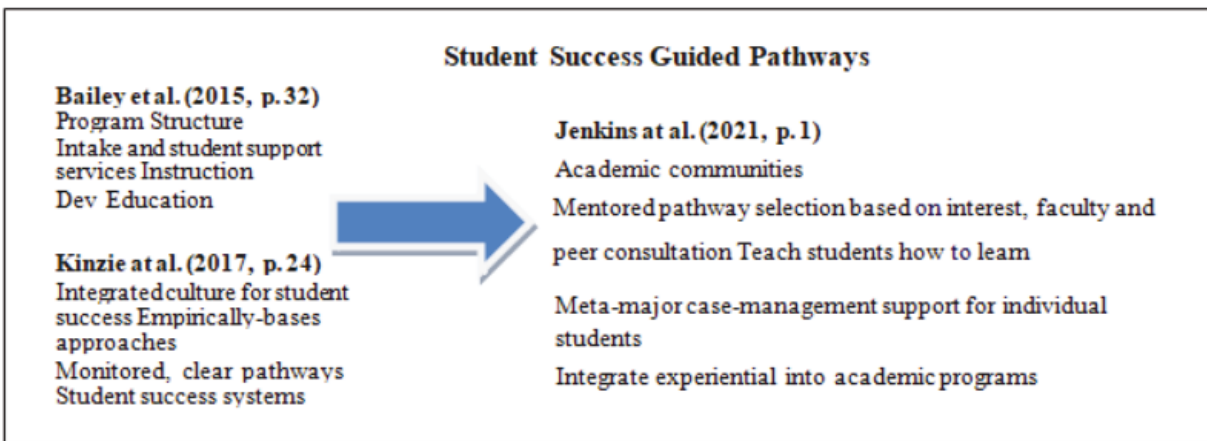 Student Success Guided Pathways
Bailey et al. (2015, p. 32)
Program Structure
Intake and student support
services Instruction
Dev Education
Kinzie at al. (2017, p. 24)
Integrated culture for student
success Empirically-bases
approaches
Monitored, clear pathways
Student success systems
Jenkins at al. (2021, p. 1)
Academic communities
Mentored pathway selection based on interest, faculty and
peer consultation Teach students how to learn
Meta-major case-management support for individual
students
Integrate experiential into academic programs